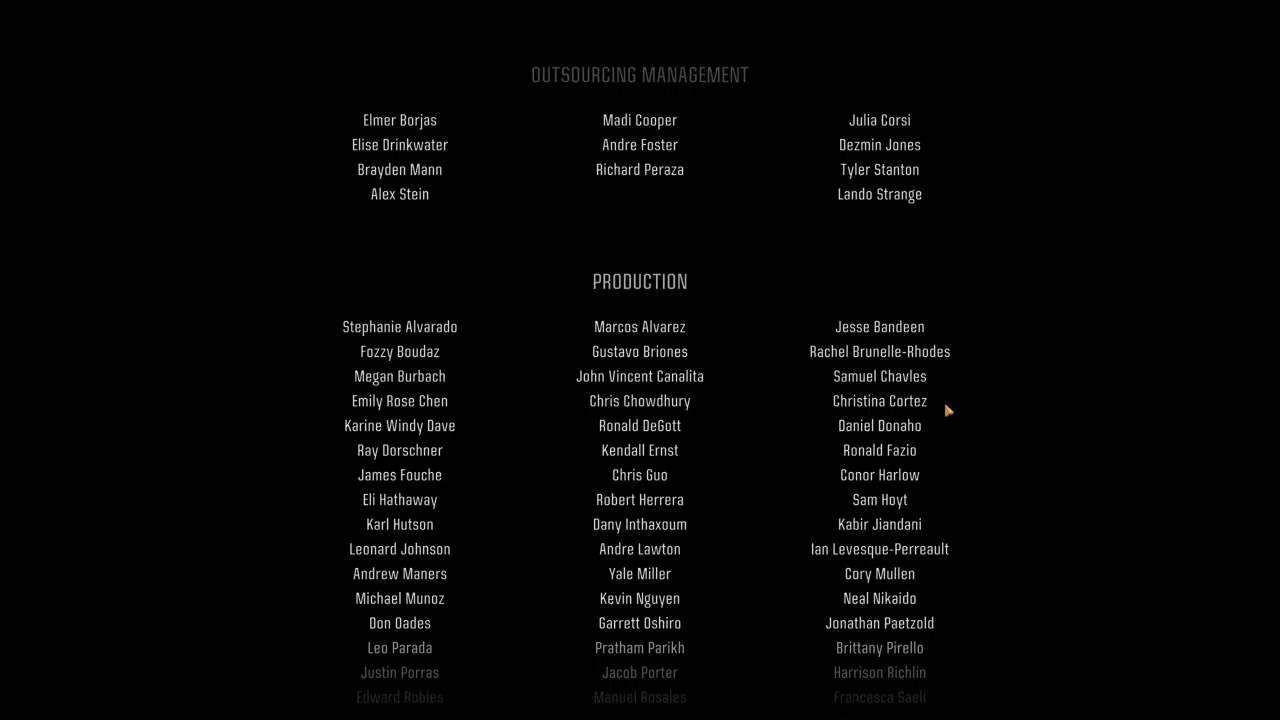 OUTSOURCING MANAGEMENT
Elmer Borjas Madi Cooper Julia Corsi
Elise Drinkwater Andre Foster Dezmin Jones
Brayden Mann Richard Peraza Tyler Stanton
Alex Stein Lando Strange
PRODUCTION
Stephanie Alvarado Marcos Alvarez Jesse Bandeen
Fozzy Boudaz Gustavo Briones Rachel Brunelle-Rhodes
Megan Burbach John Vincent Canalita Samuel Chavles
Emily Rose Chen Chris Chowdhury Christina Cortez
Karine Windy Dave Ronald DeGott Daniel Donaho
Ray Dorschner Kendall Ernst Ronald Fazio
James Fouche Chris Guo Conor Harlow
Eli Hathaway Robert Herrera Sam Hoyt
Karl Hutson Dany Inthaxoum Kabir Jiandani
Leonard Johnson Andre Lawton Ian Levesque-Perreault
Andrew Maners Yale Miller Cory Mullen
Michael Munoz Kevin Nguyen Neal Nikaido
Don Oades Garrett Oshiro Jonathan Paetzold
Leo Parada Pratham Parikh Brittany Pirello
Justin Porras Jacob Porter Harrison Richlin
Edward Robles Manuel Rosales Francesca Saeli